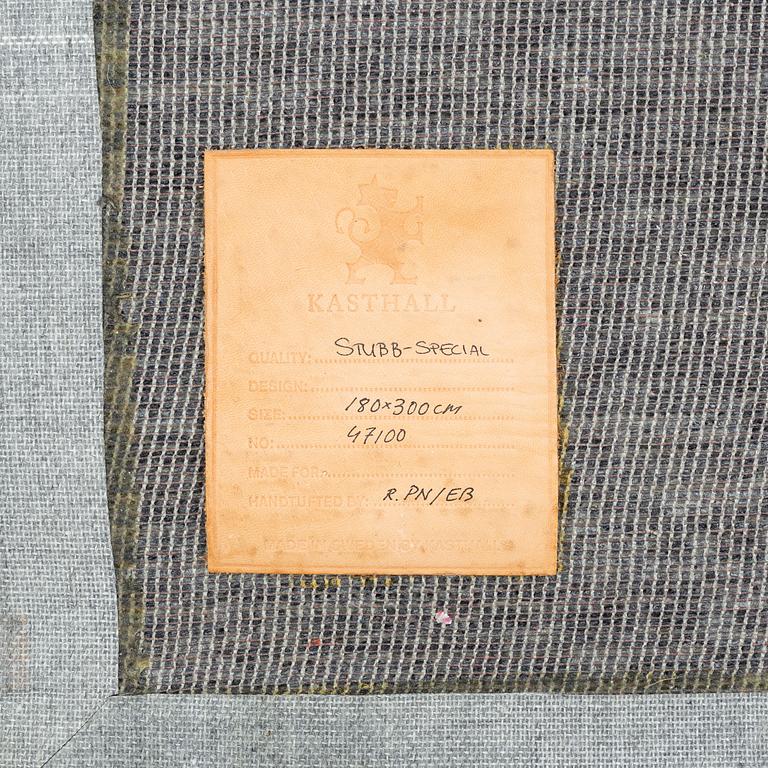 KASTHALL
QUALITY: STUBB-SPECIAL
DESIGN:
SIZE: 180×300 CM
NO: 47100
MADE FOR:
HANDTUFTED BY: R.PN/EB
MADE IN SWEDEN BY KASTHALL